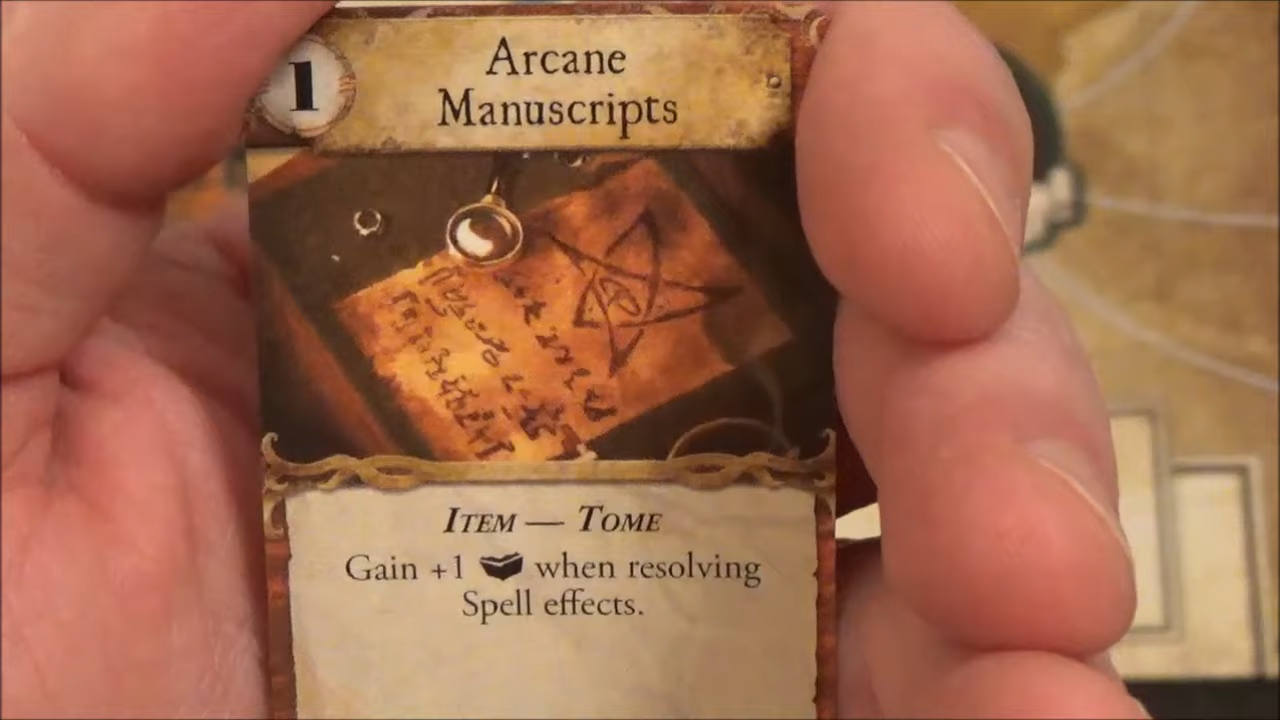 1
Arcane
Manuscripts
ITEM — TOME
Gain +1 when resolving
Spell effects.